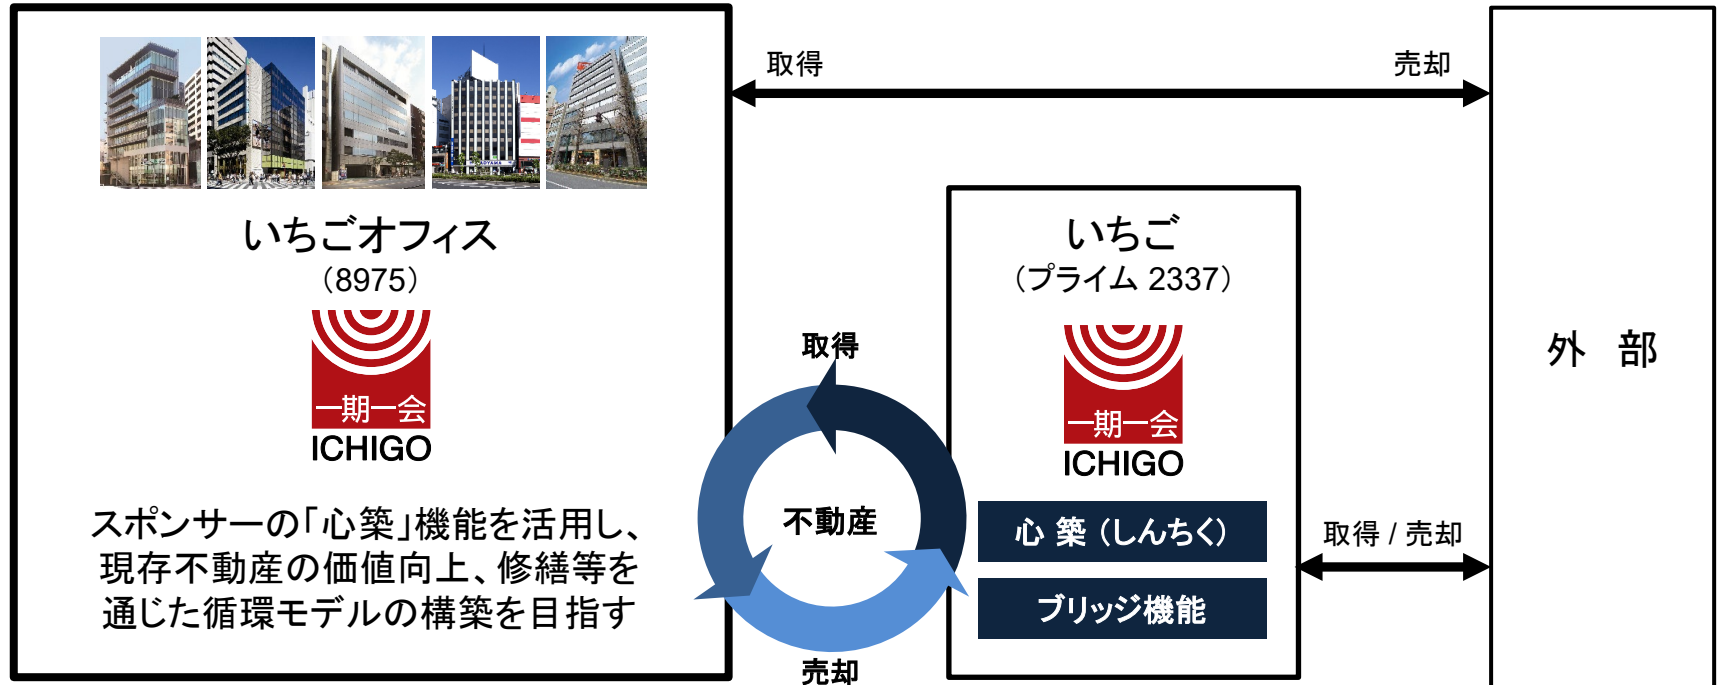 取得
売却
いちごオフィス
（8975）
一期一会
ICHIGO
スポンサーの「心築」機能を活用し、
現存不動産の価値向上、修繕等を
通じた循環モデルの構築を目指す
取得
不動産
売却
いちご
（プライム 2337）
一期一会
ICHIGO
心 築（しんちく）
ブリッジ機能
取得 / 売却
外 部